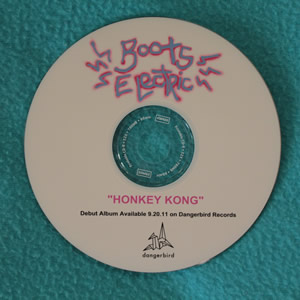 Boots
Electric
"HONKEY KONG"
Debut Album Available 9.20.11 on Dangerbird Records
dangerbird